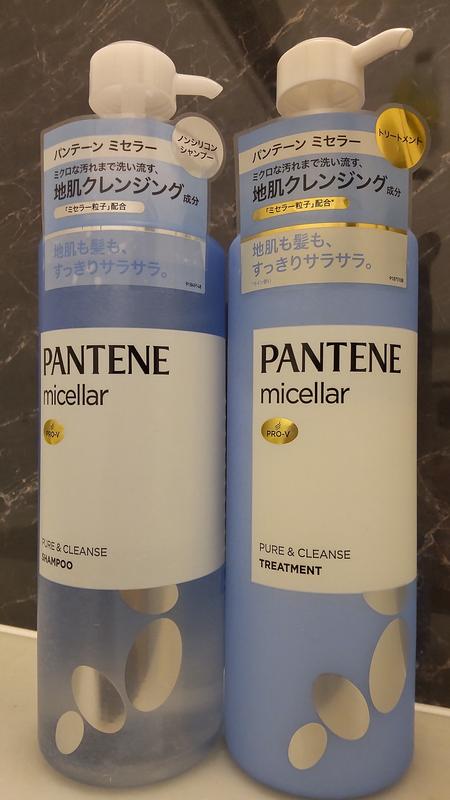 パンテーン ミセラー
ノンシリコン
シャンプー
ミクロな汚れまで洗い流す、
地肌クレンジング成分
「ミセラー粒子」配合
地肌も髪も、
すっきりサラサラ。
PANTENE
micellar
PRO-V
PURE & CLEANSE
SHAMPOO
パンテーン ミセラー
トリートメント
ミクロな汚れまで洗い流す、
地肌クレンジング成分
「ミセラー粒子」配合*
地肌も髪も、
すっきりサラサラ。
PANTENE
micellar
PRO-V
PURE & CLEANSE
TREATMENT